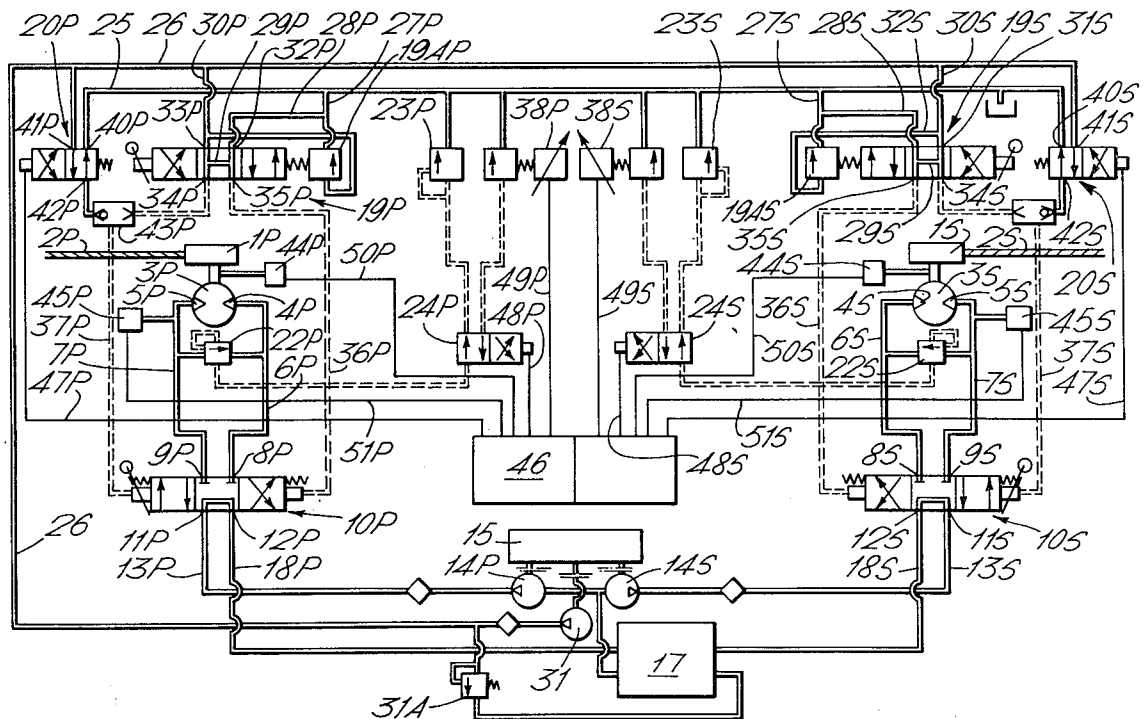 20P 25 26 30P 29P 28P 27P 23S 27S 28S 32S 30S 19S 31S
32P 19AP
23P 38P 38S
41P 40P 33P 40S
41S
42P 34P 35P 19P 19AS 34S
43P 35S 29S 42S
2P 1P 44P 50P 1S 2S
3P 49P 49S 44S 3S 20S
5P 4P 24P 48P 24S 36S 4S 5S
45P 22P 50S 6S 45S
37P 36P 22S 37S
7P 6P 7S
47P 51P 51S 47S
9P 8P 46 48S 8S 9S
10P
11P 12P 15 12S 11S 10S
26 13P 18P 14P 14S 18S 13S
31 17
31A